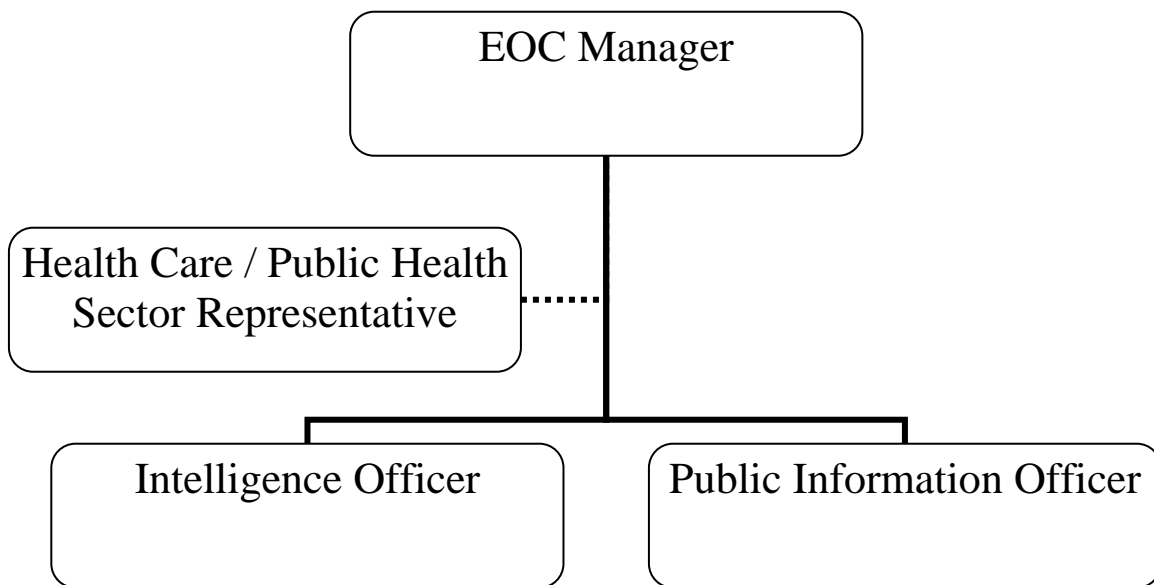 EOC Manager
Health Care / Public Health
Sector Representative
Intelligence Officer
Public Information Officer